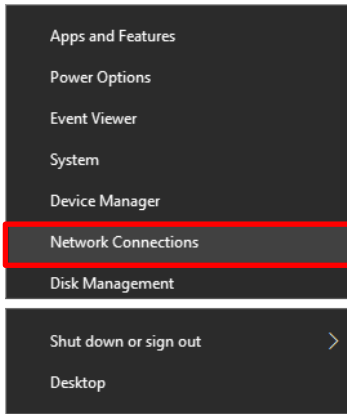 Apps and Features
Power Options
Event Viewer
System
Device Manager
Network Connections
Disk Management
Shut down or sign out
Desktop